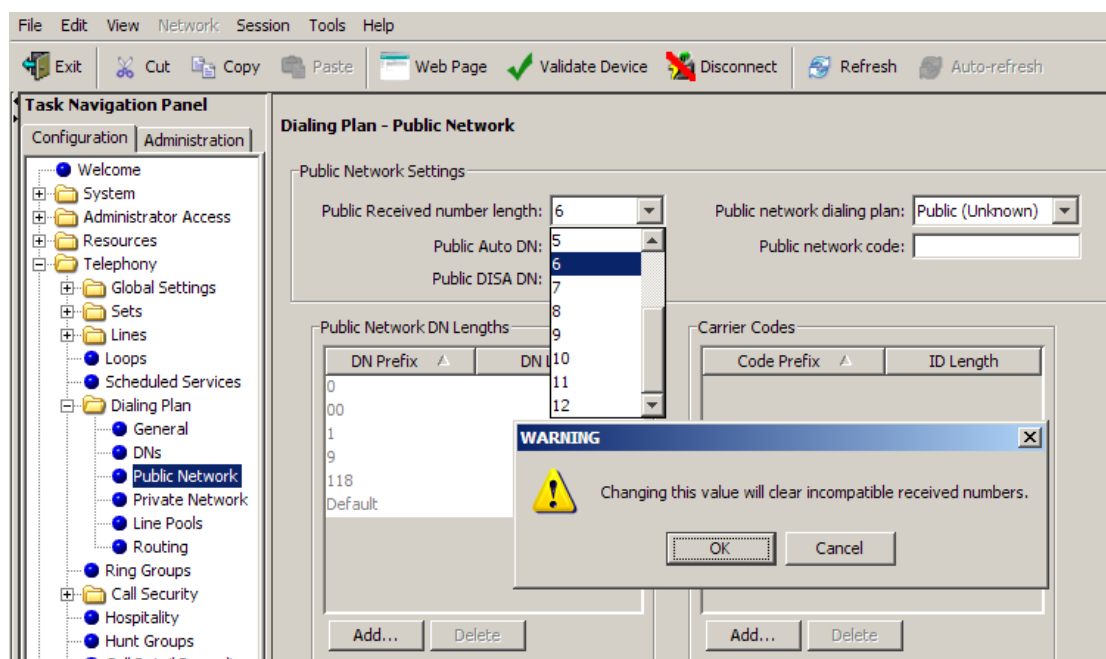 File Edit View Network Session Tools Help
Exit Cut Copy Paste Web Page Validate Device Disconnect Refresh Auto-refresh
Task Navigation Panel
Configuration Administration
Welcome
System
Administrator Access
Resources
Telephony
Global Settings
Sets
Lines
Loops
Scheduled Services
Dialing Plan
General
DNs
Public Network
Private Network
Line Pools
Routing
Ring Groups
Call Security
Hospitality
Hunt Groups
Dialing Plan - Public Network
Public Network Settings
Public Received number length: 6
Public network dialing plan: Public (Unknown)
Public Auto DN:
Public network code:
Public DISA DN:
5
6
7
8
9
10
11
12
Public Network DN Lengths
DN Prefix DN L
0
00
1
9
118
Default
Add... Delete
Carrier Codes
Code Prefix ID Length
Add... Delete
WARNING
Changing this value will clear incompatible received numbers.
OK Cancel